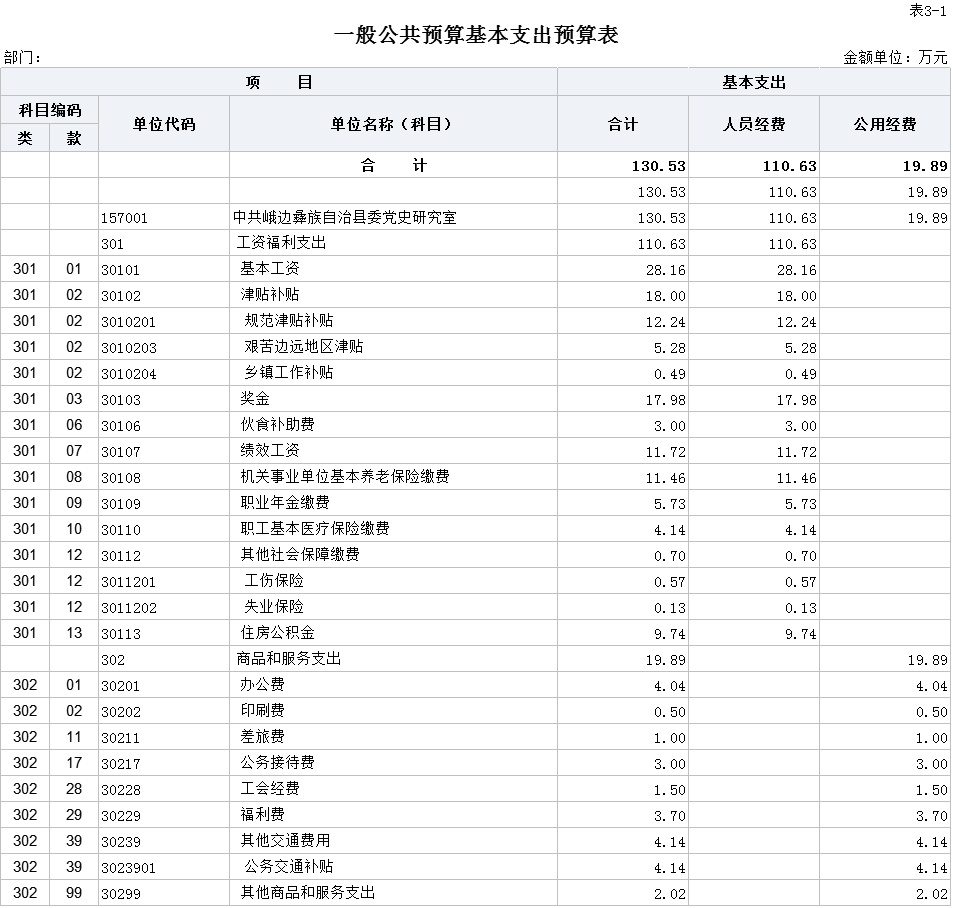 表3-1
一般公共预算基本支出预算表
部门： 金额单位：万元
项 目 基本支出
科目编码 单位代码 单位名称（科目） 合计 人员经费 公用经费
类 款
合 计 130.53 110.63 19.89
130.53 110.63 19.89
157001 中共峨边彝族自治县委党史研究室 130.53 110.63 19.89
301 工资福利支出 110.63 110.63
301 01 30101 基本工资 28.16 28.16
301 02 30102 津贴补贴 18.00 18.00
301 02 3010201 规范津贴补贴 12.24 12.24
301 02 3010203 艰苦边远地区津贴 5.28 5.28
301 02 3010204 乡镇工作补贴 0.49 0.49
301 03 30103 奖金 17.98 17.98
301 06 30106 伙食补助费 3.00 3.00
301 07 30107 绩效工资 11.72 11.72
301 08 30108 机关事业单位基本养老保险缴费 11.46 11.46
301 09 30109 职业年金缴费 5.73 5.73
301 10 30110 职工基本医疗保险缴费 4.14 4.14
301 12 30112 其他社会保障缴费 0.70 0.70
301 12 3011201 工伤保险 0.57 0.57
301 12 3011202 失业保险 0.13 0.13
301 13 30113 住房公积金 9.74 9.74
302 商品和服务支出 19.89 19.89
302 01 30201 办公费 4.04 4.04
302 02 30202 印刷费 0.50 0.50
302 11 30211 差旅费 1.00 1.00
302 17 30217 公务接待费 3.00 3.00
302 28 30228 工会经费 1.50 1.50
302 29 30229 福利费 3.70 3.70
302 39 30239 其他交通费用 4.14 4.14
302 39 3023901 公务交通补贴 4.14 4.14
302 99 30299 其他商品和服务支出 2.02 2.02